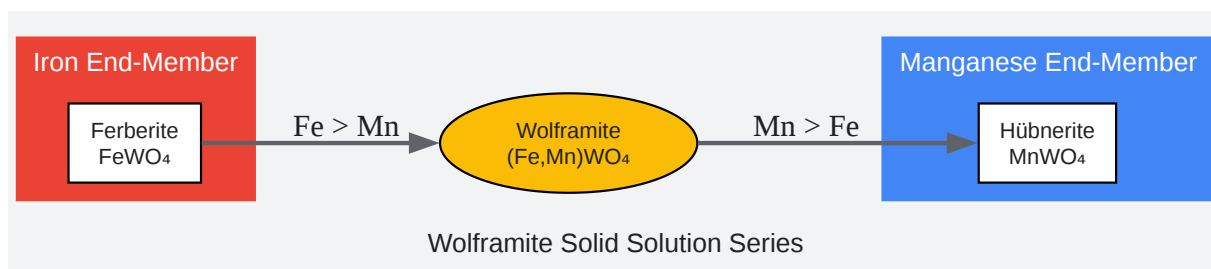 Iron End-Member
Ferberite
FeWO₄
Fe > Mn
Wolframite
(Fe,Mn)WO₄
Mn > Fe
Manganese End-Member
Hübnerite
MnWO₄
Wolframite Solid Solution Series